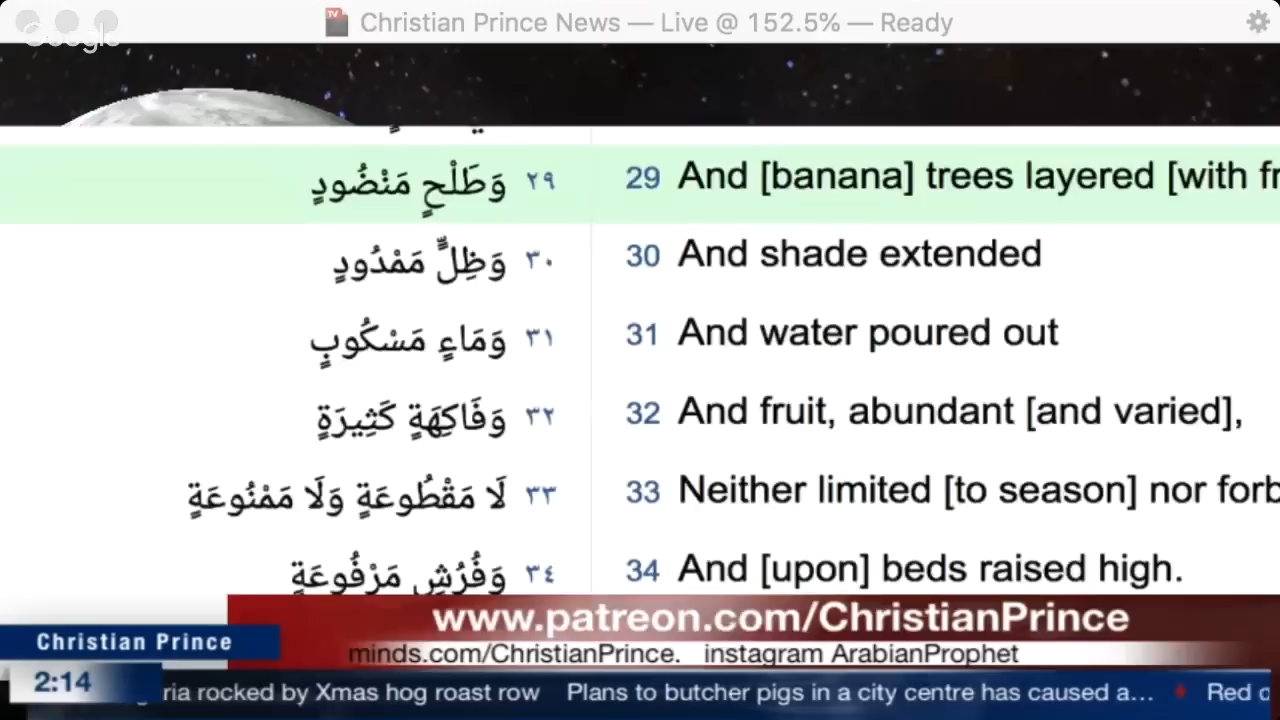 Christian Prince News — Live @ 152.5% — Ready
Google
وَطَلْحٍ مَنْضُودٍ ٢٩
29 And [banana] trees layered [with fr
وَظِلٍّ مَمْدُودٍ ٣٠
30 And shade extended
وَمَاءٍ مَسْكُوبٍ ٣١
31 And water poured out
وَفَاكِهَةٍ كَثِيرَةٍ ٣٢
32 And fruit, abundant [and varied],
لَا مَقْطُوعَةٍ وَلَا مَمْنُوعَةٍ ٣٣
33 Neither limited [to season] nor forb
وَفُرُشٍ مَرْفُوعَةٍ ٣٤
34 And [upon] beds raised high.
www.patreon.com/ChristianPrince
Christian Prince
minds.com/ChristianPrince. instagram ArabianProphet
2:14
ria rocked by Xmas hog roast row Plans to butcher pigs in a city centre has caused a... Red